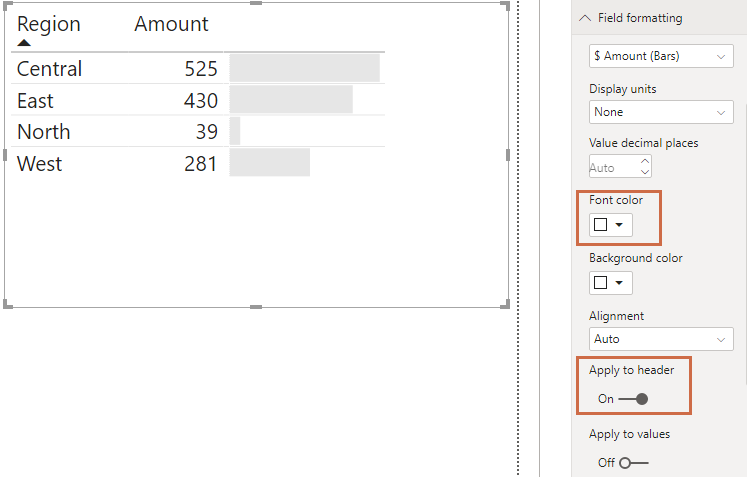 Region Amount
Central 525
East 430
North 39
West 281
Field formatting
$ Amount (Bars)
Display units
None
Value decimal places
Auto
Font color
Background color
Alignment
Auto
Apply to header
On
Apply to values
Off